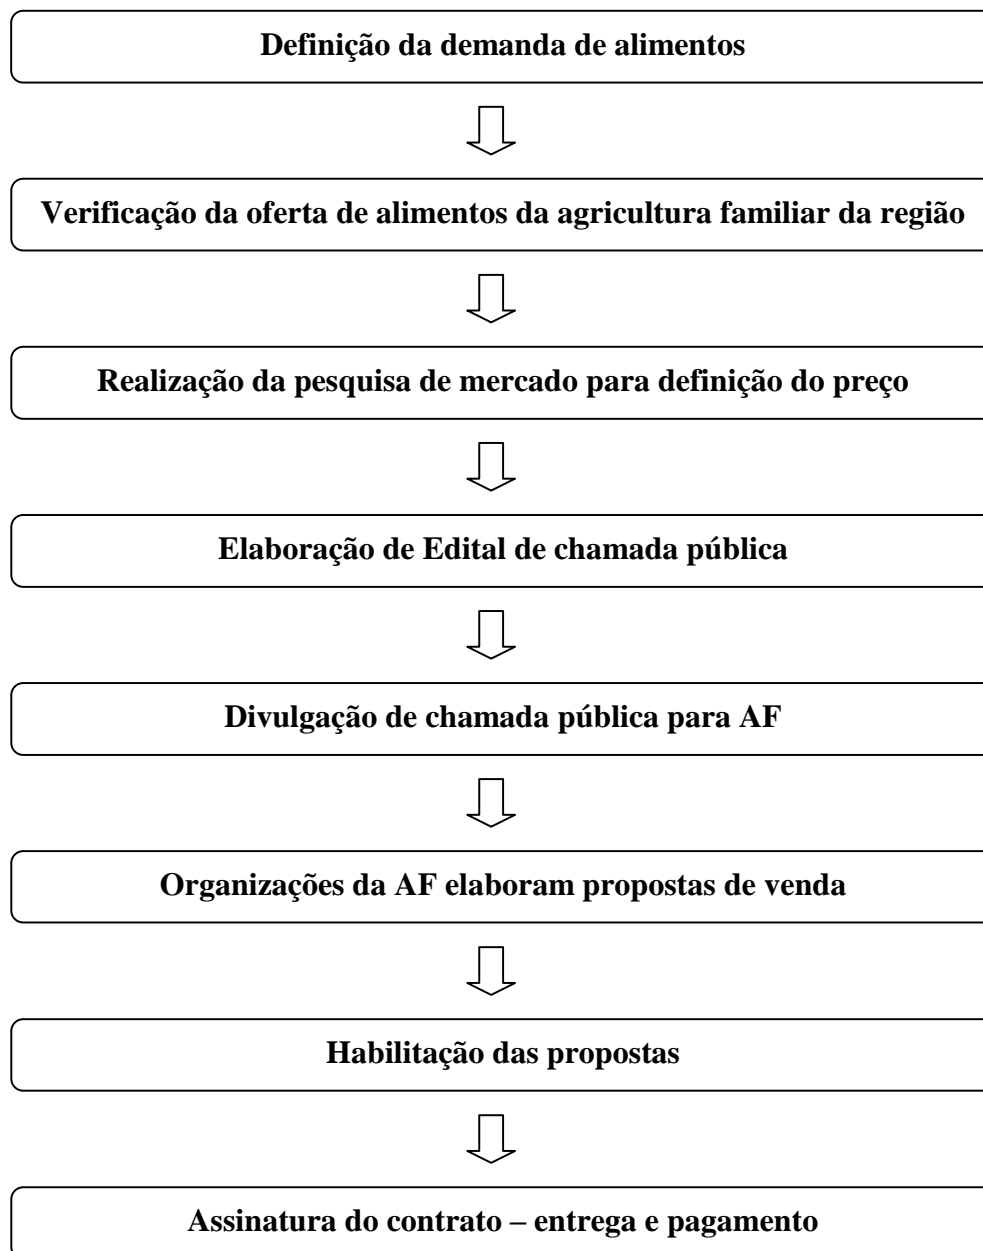 Definição da demanda de alimentos
Verificação da oferta de alimentos da agricultura familiar da região
Realização da pesquisa de mercado para definição do preço
Elaboração de Edital de chamada pública
Divulgação de chamada pública para AF
Organizações da AF elaboram propostas de venda
Habilitação das propostas
Assinatura do contrato – entrega e pagamento